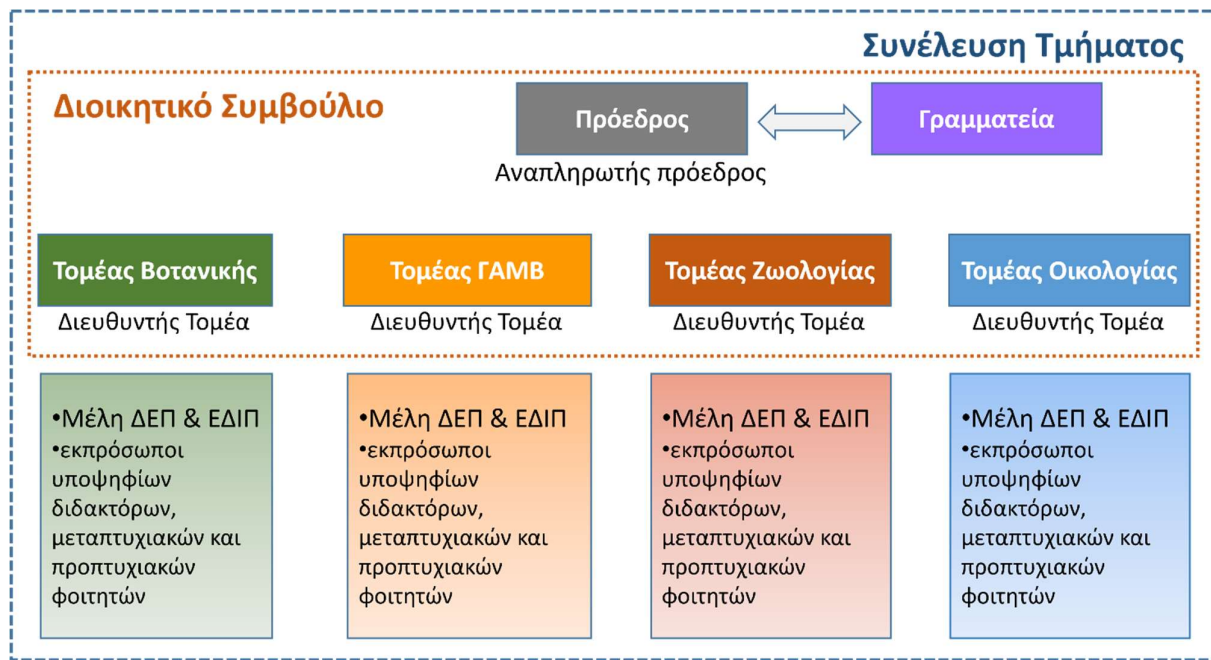 Συνέλευση Τμήματος
Διοικητικό Συμβούλιο
Πρόεδρος
Γραμματεία
Αναπληρωτής πρόεδρος
Τομέας Βοτανικής
Διευθυντής Τομέα
Τομέας ΓΑΜΒ
Διευθυντής Τομέα
Τομέας Ζωολογίας
Διευθυντής Τομέα
Τομέας Οικολογίας
Διευθυντής Τομέα
•Μέλη ΔΕΠ & ΕΔΙΠ
•εκπρόσωποι
υποψηφίων
διδακτόρων,
μεταπτυχιακών και
προπτυχιακών
φοιτητών
•Μέλη ΔΕΠ & ΕΔΙΠ
•εκπρόσωποι
υποψηφίων
διδακτόρων,
μεταπτυχιακών και
προπτυχιακών
φοιτητών
•Μέλη ΔΕΠ & ΕΔΙΠ
•εκπρόσωποι
υποψηφίων
διδακτόρων,
μεταπτυχιακών και
προπτυχιακών
φοιτητών
•Μέλη ΔΕΠ & ΕΔΙΠ
•εκπρόσωποι
υποψηφίων
διδακτόρων,
μεταπτυχιακών και
προπτυχιακών
φοιτητών